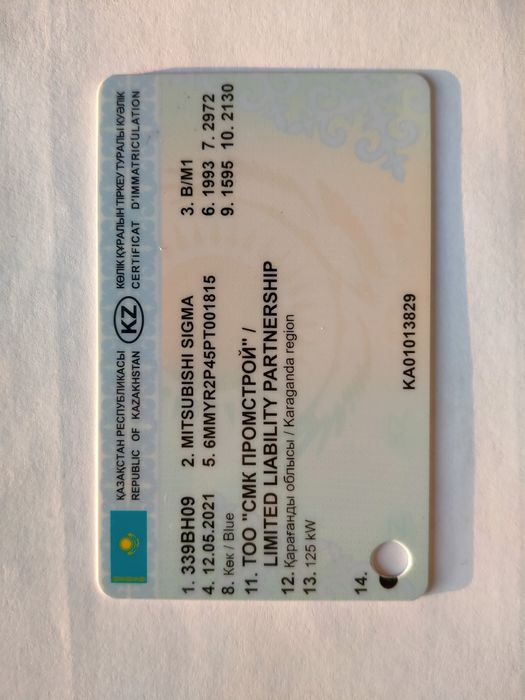 ҚАЗАҚСТАН РЕСПУБЛИКАСЫ KZ КӨЛІК ҚҰРАЛЫН ТІРКЕУ ТУРАЛЫ КУӘЛІК
REPUBLIC OF KAZAKHSTAN CERTIFICAT D'IMMATRICULATION
1. 339BH09 2. MITSUBISHI SIGMA 3. B/M1
4. 12.05.2021 5. 6MMYR2P45PT001815 6. 1993 7. 2972
8. Көк / Blue 9. 1595 10. 2130
11. ТОО "СМК ПРОМСТРОЙ" /
LIMITED LIABILITY PARTNERSHIP
12. Қарағанды облысы / Karaganda region
13. 125 kW
14.
KA01013829